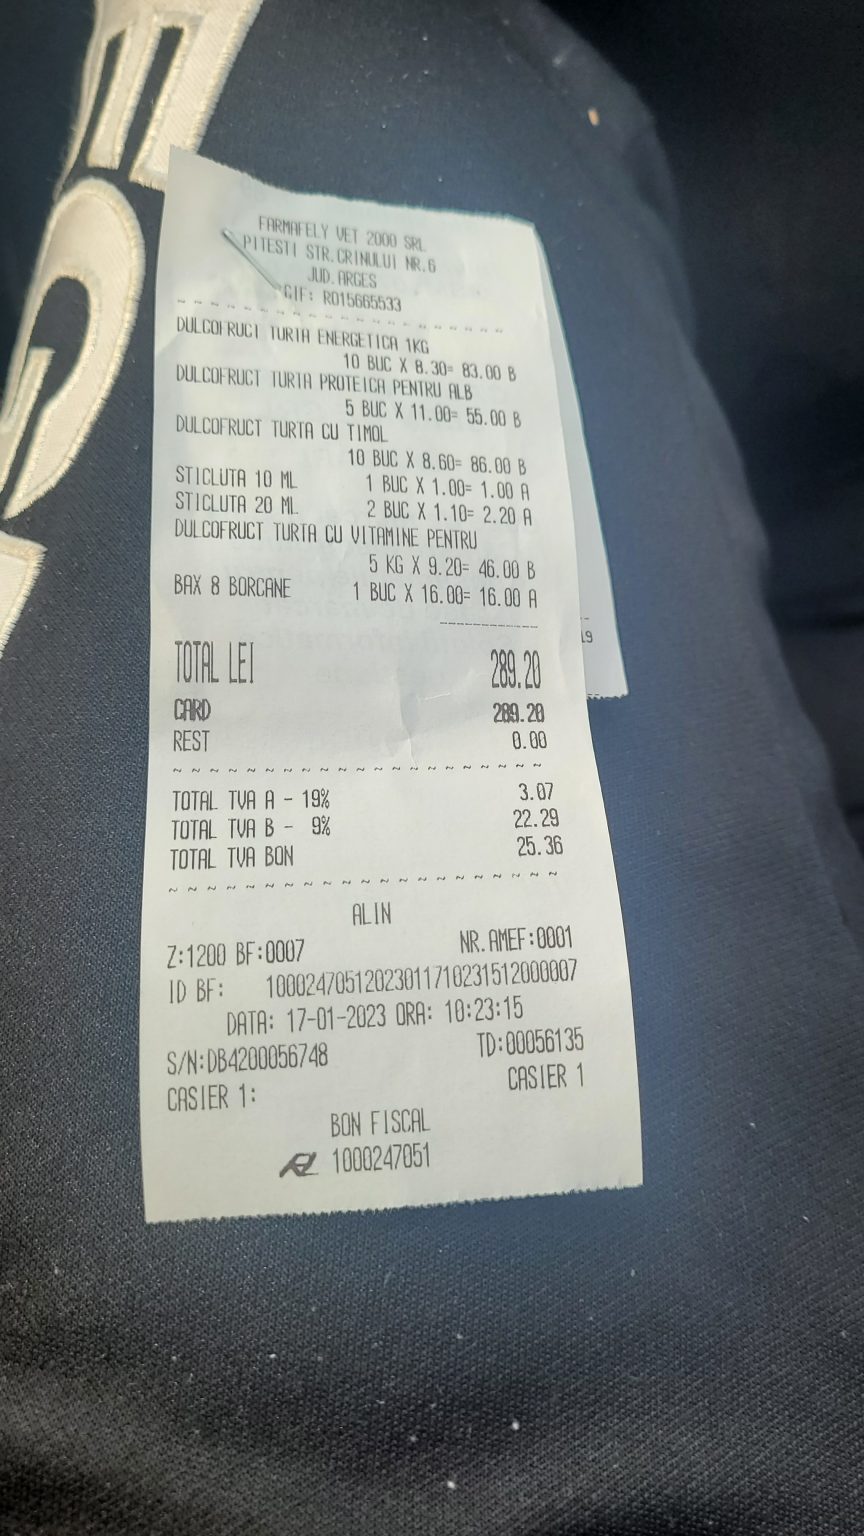 FARMAFELY VET 2000 SRL
PITESTI STR.CRINULUI NR.6
JUD.ARGES
CIF: RO15665533
DULCOFRUCT TURTA ENERGETICA 1KG
10 BUC X 8.30= 83.00 B
DULCOFRUCT TURTA PROTEICA PENTRU ALB
5 BUC X 11.00= 55.00 B
DULCOFRUCT TURTA CU TIMOL
10 BUC X 8.60= 86.00 B
STICLUTA 10 ML 1 BUC X 1.00= 1.00 A
STICLUTA 20 ML 2 BUC X 1.10= 2.20 A
DULCOFRUCT TURTA CU VITAMINE PENTRU
5 KG X 9.20= 46.00 B
BAX 8 BORCANE 1 BUC X 16.00= 16.00 A
TOTAL LEI 289.20
CARD 289.20
REST 0.00
TOTAL TVA A - 19% 3.07
TOTAL TVA B - 9% 22.29
TOTAL TVA BON 25.36
ALIN
Z:1200 BF:0007 NR.AMEF:0001
ID BF: 10002470512023011710231512000007
DATA: 17-01-2023 ORA: 10:23:15
S/N:DB4200056748 TD:00056135
CASIER 1: CASIER 1
BON FISCAL
1000247051